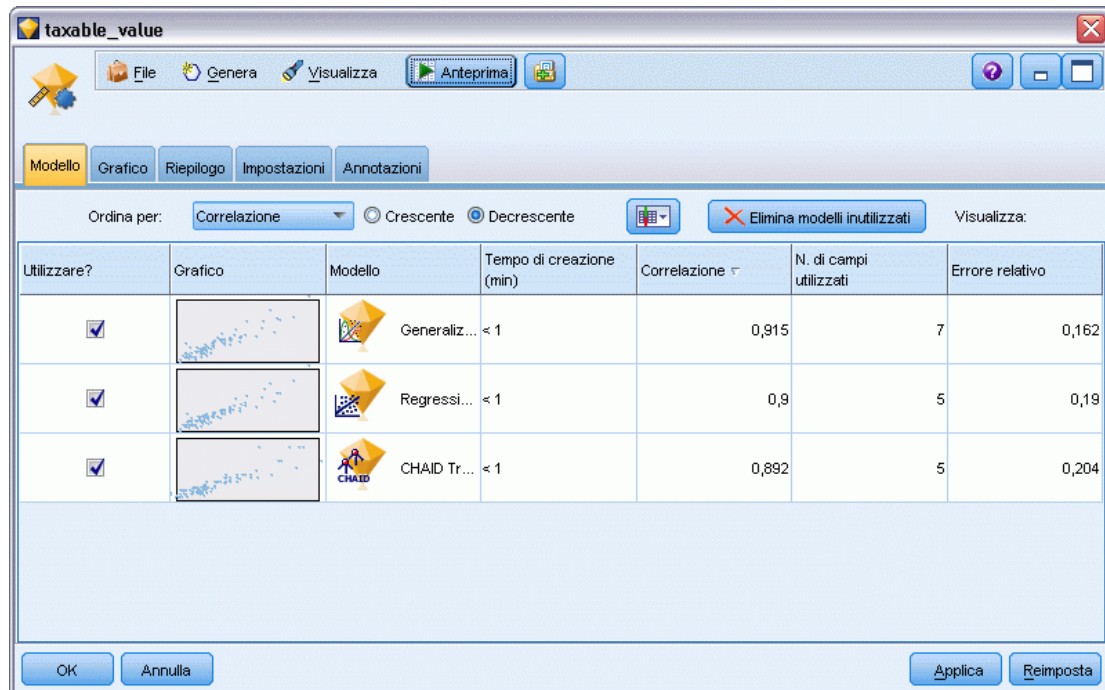 taxable_value
File Genera Visualizza Anteprima
Modello Grafico Riepilogo Impostazioni Annotazioni
Ordina per: Correlazione Crescente Decrescente Elimina modelli inutilizzati Visualizza:
Utilizzare? Grafico Modello Tempo di creazione (min) Correlazione N. di campi utilizzati Errore relativo
Generaliz... < 1 0,915 7 0,162
Regressi... < 1 0,9 5 0,19
CHAID CHAID Tr... < 1 0,892 5 0,204
OK Annulla Applica Reimposta